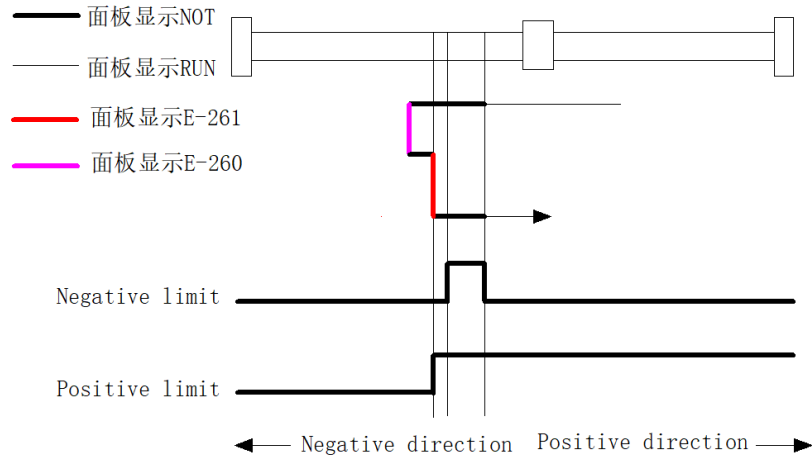 面板显示NOT
面板显示RUN
面板显示E-261
面板显示E-260
Negative limit
Positive limit
Negative direction
Positive direction